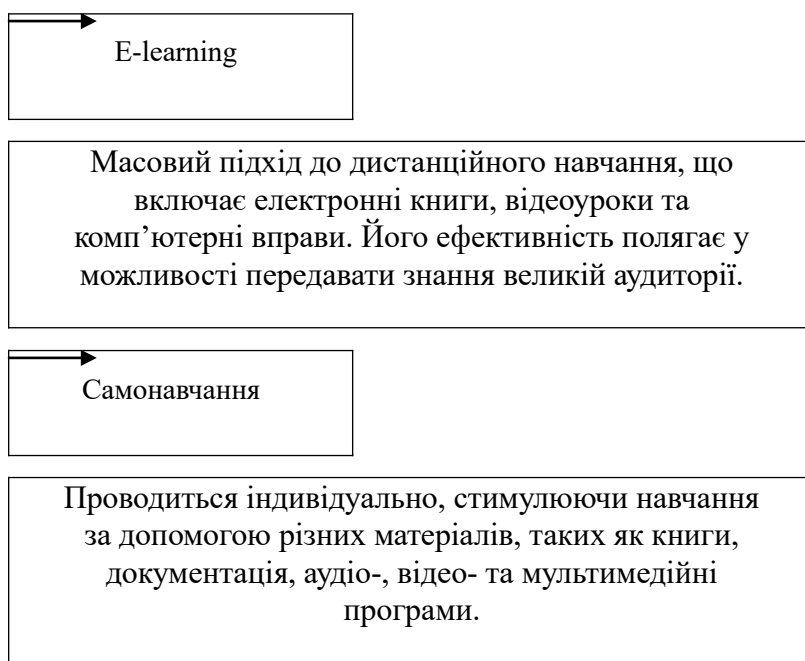 E-learning
Масовий підхід до дистанційного навчання, що
включає електронні книги, відеоуроки та
комп’ютерні вправи. Його ефективність полягає у
можливості передавати знання великій аудиторії.
Самонавчання
Проводиться індивідуально, стимулюючи навчання
за допомогою різних матеріалів, таких як книги,
документація, аудіо-, відео- та мультимедійні
програми.